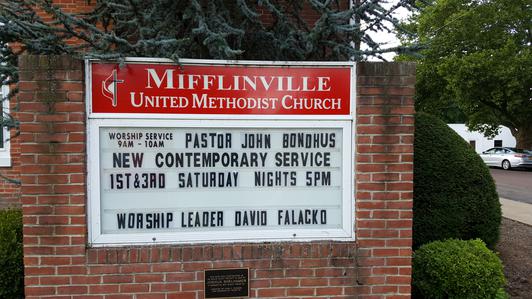 MIFFLINVILLE
UNITED METHODIST CHURCH
WORSHIP SERVICE
9AM - 10AM
PASTOR JOHN BONDHUS
NEW CONTEMPORARY SERVICE
1ST&3RD SATURDAY NIGHTS 5PM
WORSHIP LEADER DAVID FALACKO